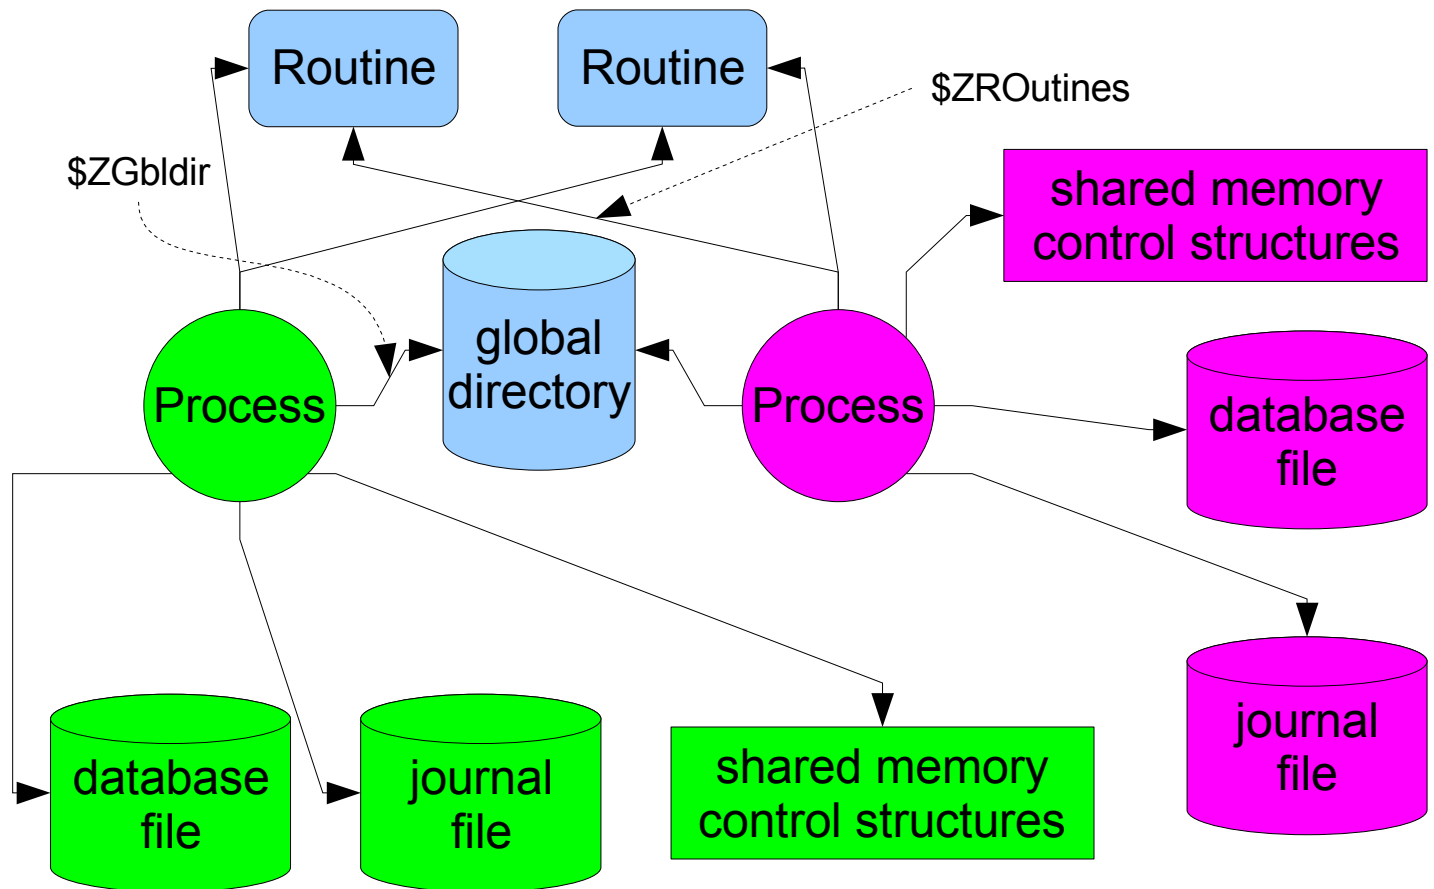 Routine
Routine
$ZROutines
$ZGbldir
shared memory
control structures
global
directory
Process
Process
database
file
database
file
journal
file
shared memory
control structures
journal
file